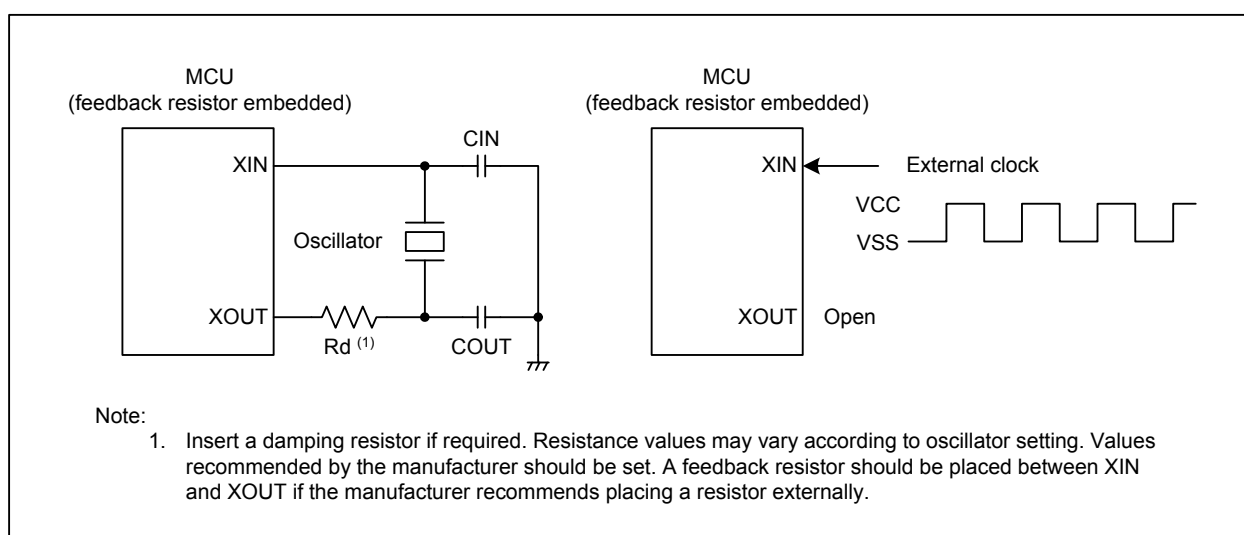 MCU
(feedback resistor embedded)
XIN
CIN
Oscillator
XOUT
Rd (1)
COUT
MCU
(feedback resistor embedded)
XIN
External clock
VCC
VSS
XOUT
Open
Note:
1. Insert a damping resistor if required. Resistance values may vary according to oscillator setting. Values
recommended by the manufacturer should be set. A feedback resistor should be placed between XIN
and XOUT if the manufacturer recommends placing a resistor externally.